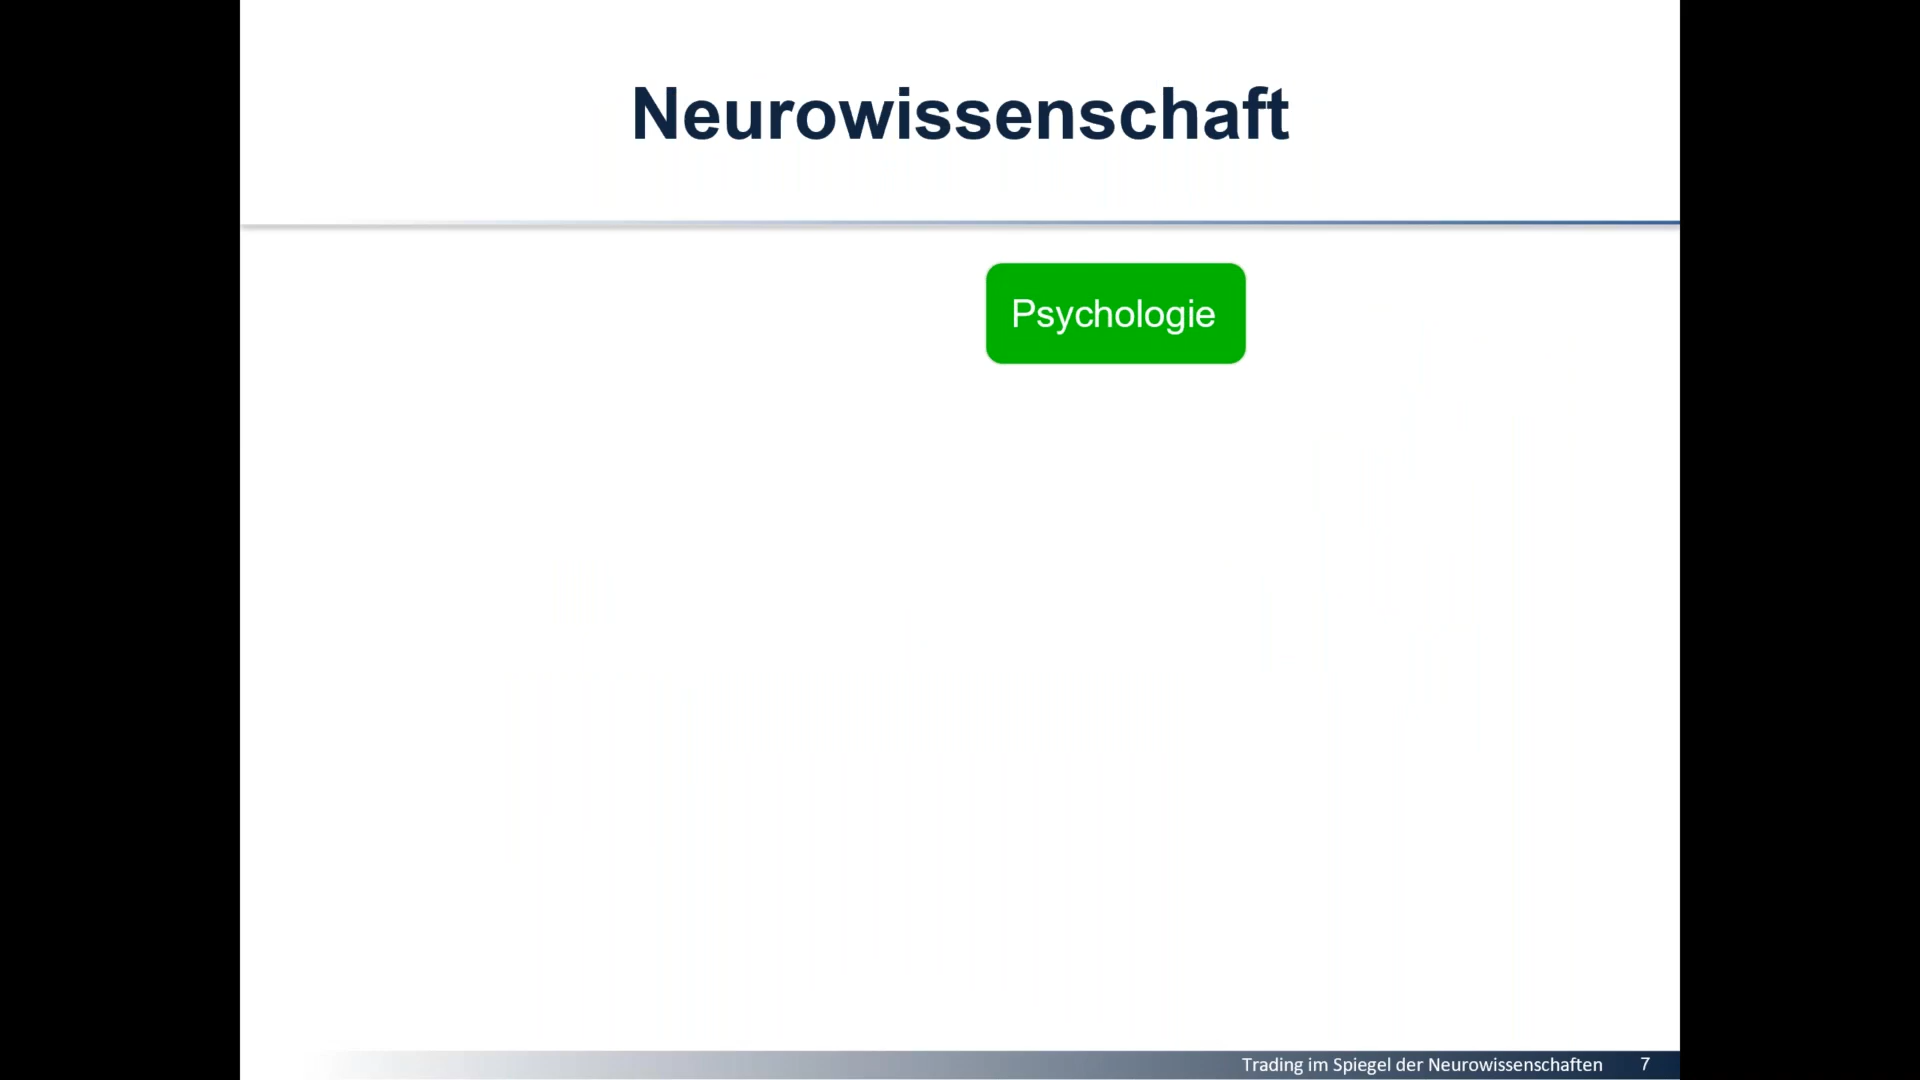 Neurowissenschaft
Psychologie
Trading im Spiegel der Neurowissenschaften 7